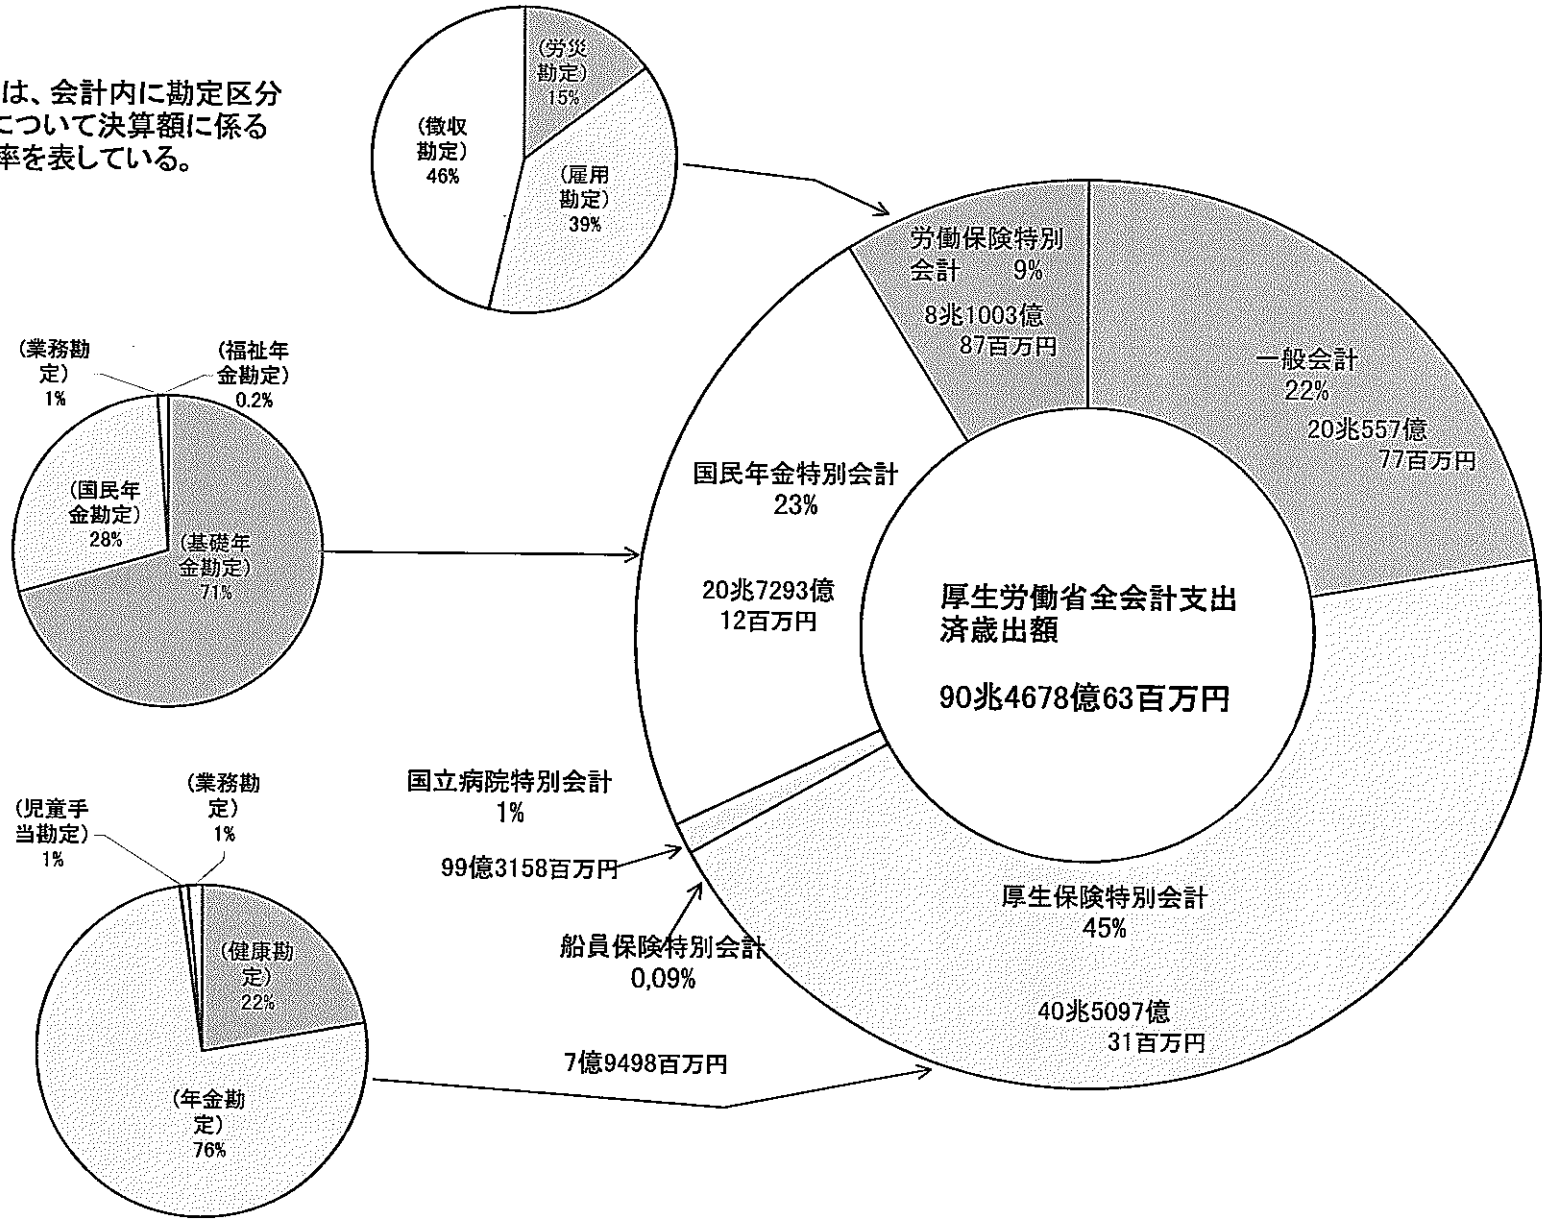 は、会計内に勘定区分
について決算額に係る
率を表している。
(労災
勘定)
15%
(徴収
勘定)
46%
(雇用
勘定)
39%
労働保険特別
会計 9%
8兆1003億
87百万円
一般会計
22%
20兆557億
77百万円
(業務勘
定)
1%
(福祉年
金勘定)
0.2%
(国民年
金勘定)
28%
(基礎年
金勘定)
71%
国民年金特別会計
23%
20兆7293億
12百万円
厚生労働省全会計支出
済歳出額
90兆4678億63百万円
国立病院特別会計
1%
99億3158百万円
船員保険特別会計
0,09%
7億9498百万円
(児童手
当勘定)
1%
(業務勘
定)
1%
(健康勘
定)
22%
(年金勘
定)
76%
厚生保険特別会計
45%
40兆5097億
31百万円